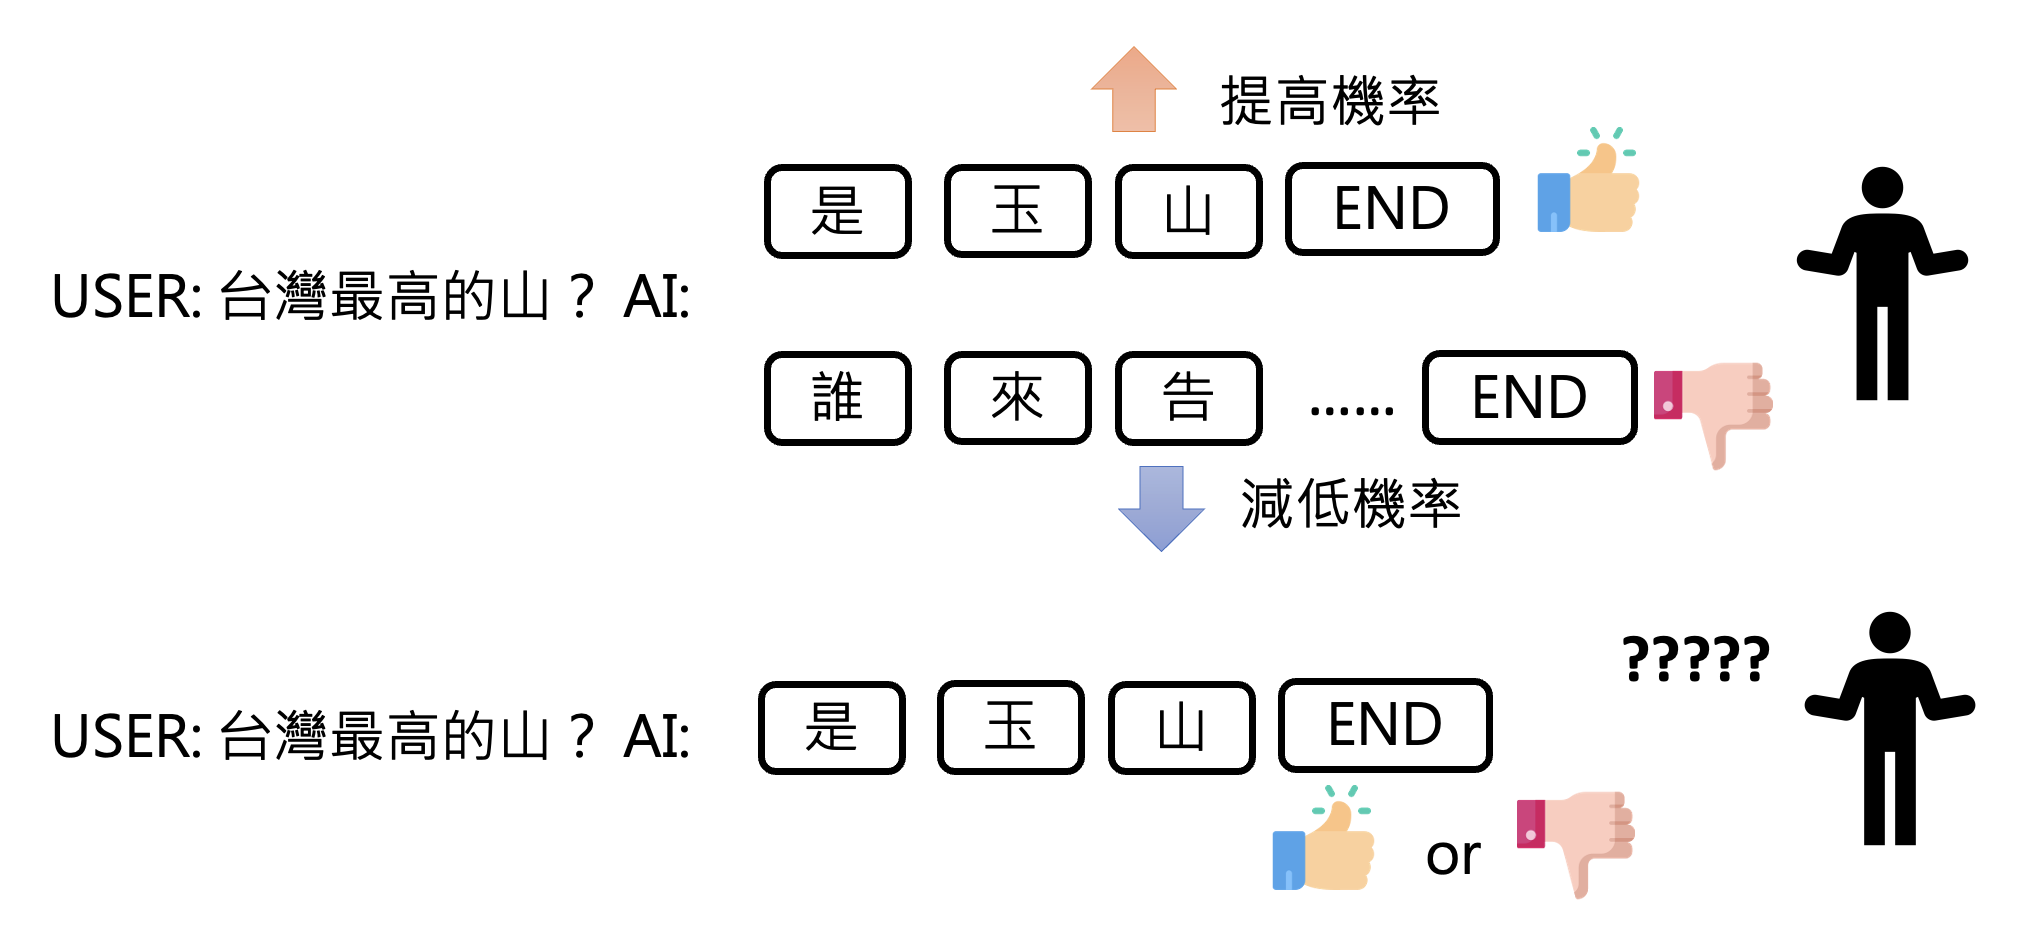 提高機率
是 玉 山 END
USER: 台灣最高的山？ AI:
誰 來 告 …… END
減低機率
?????
USER: 台灣最高的山？ AI: 是 玉 山 END
or